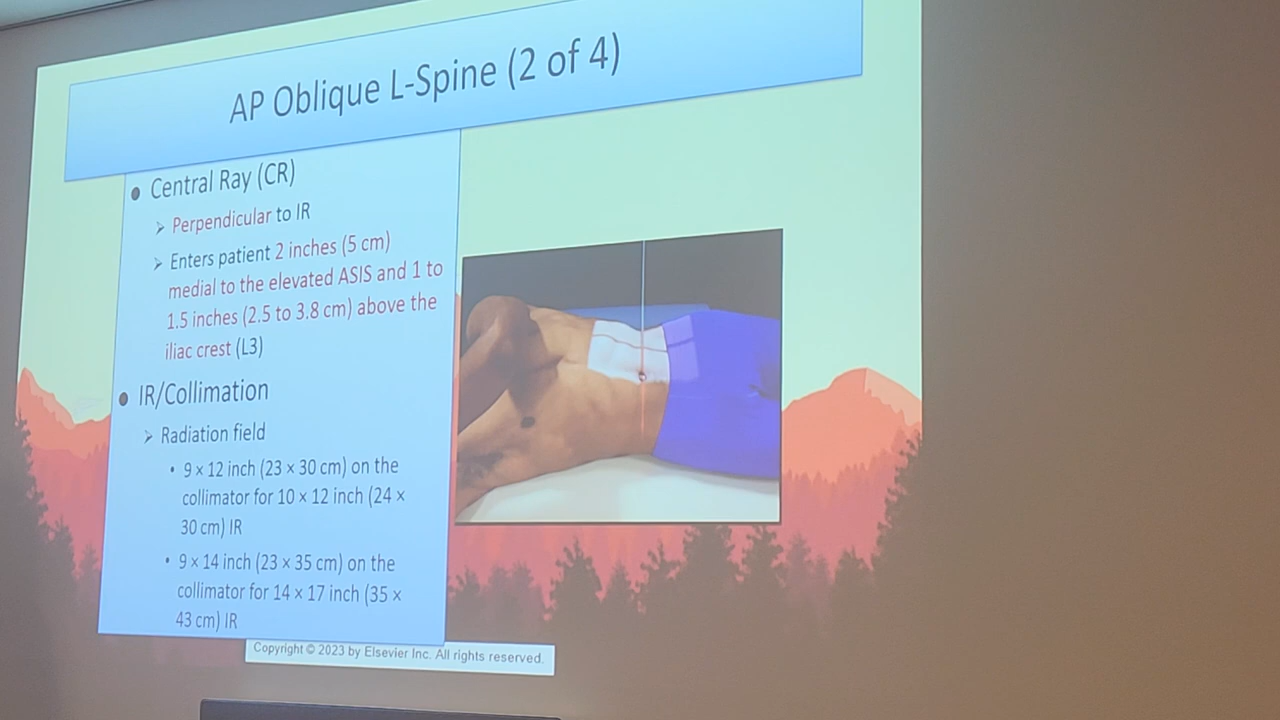 AP Oblique L-Spine (2 of 4)
• Central Ray (CR)
➢ Perpendicular to IR
➢ Enters patient 2 inches (5 cm)
medial to the elevated ASIS and 1 to
1.5 inches (2.5 to 3.8 cm) above the
iliac crest (L3)
• IR/Collimation
➢ Radiation field
• 9 × 12 inch (23 × 30 cm) on the
collimator for 10 × 12 inch (24 ×
30 cm) IR
• 9 × 14 inch (23 × 35 cm) on the
collimator for 14 × 17 inch (35 ×
43 cm) IR
Copyright © 2023 by Elsevier Inc. All rights reserved.